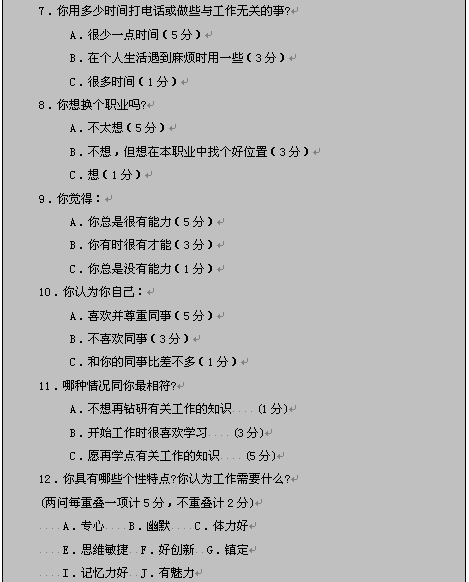 7．你用多少时间打电话或做些与工作无关的事?
A．很少一点时间(5分)
B．在个人生活遇到麻烦时用一些(3分)
C．很多时间(1分)
8．你想换个职业吗?
A．不太想(5分)
B．不想，但想在本职业中找个好位置(3分)
C．想(1分)
9．你觉得：
A．你总是很有能力(5分)
B．你有时很有才能(3分)
C．你总是没有能力(1分)
10．你认为你自己：
A．喜欢并尊重同事(5分)
B．不喜欢同事(3分)
C．和你的同事比差不多(1分)
11．哪种情况同你最相符?
A．不想再钻研有关工作的知识 (1分)
B．开始工作时很喜欢学习 (3分)
C．愿再学点有关工作的知识 (5分)
12．你具有哪些个性特点?你认为工作需要什么?
(两问每重叠一项计5分，不重叠计2分)
A．专心 B．幽默 C．体力好
E．思维敏捷 F．好创新 G．镇定
I．记忆力好 J．有魅力